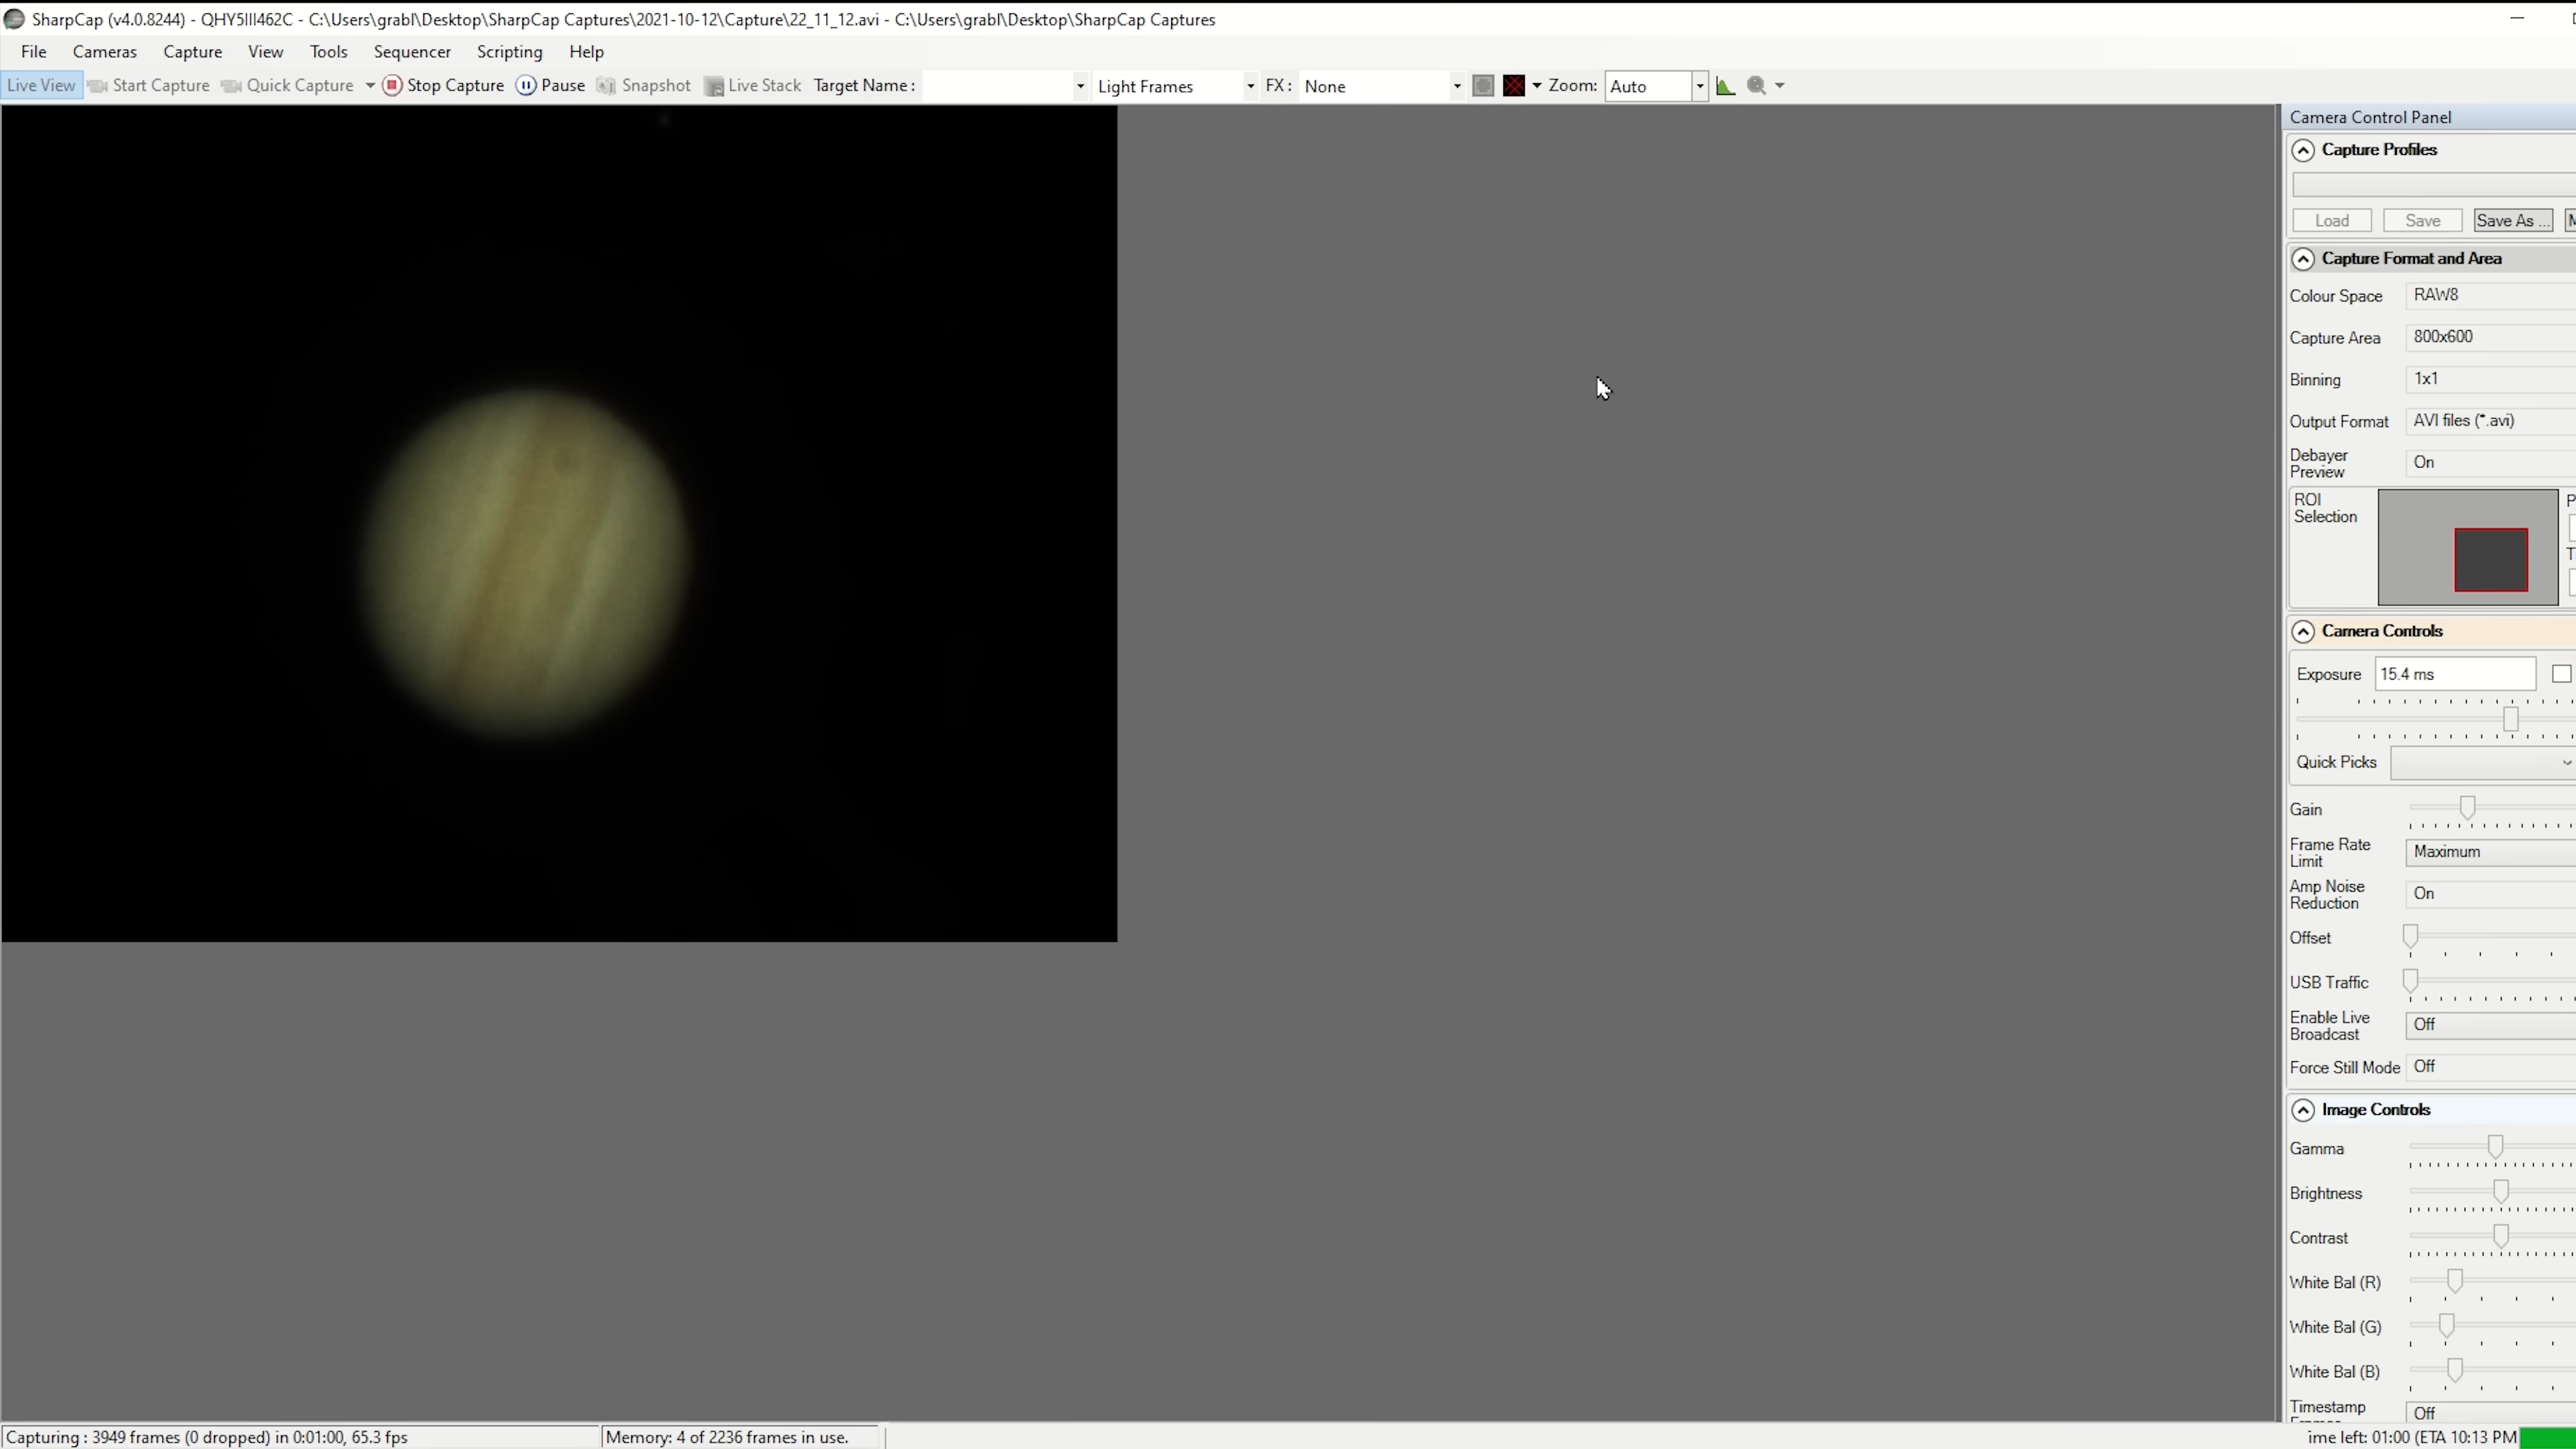 SharpCap (v4.0.8244) - QHY5III462C - C:\Users\grabl\Desktop\SharpCap Captures\2021-10-12\Capture\22_11_12.avi - C:\Users\grabl\Desktop\SharpCap Captures
File Cameras Capture View Tools Sequencer Scripting Help
Live View Start Capture Quick Capture Stop Capture Pause Snapshot Live Stack Target Name : Light Frames FX : None Zoom: Auto
Camera Control Panel
Capture Profiles
Load Save Save As ...
Capture Format and Area
Colour Space RAW8
Capture Area 800x600
Binning 1x1
Output Format AVI files (*.avi)
Debayer
Preview On
ROI
Selection
Camera Controls
Exposure 15.4 ms
Quick Picks
Gain
Frame Rate
Limit Maximum
Amp Noise
Reduction On
Offset
USB Traffic
Enable Live
Broadcast Off
Force Still Mode Off
Image Controls
Gamma
Brightness
Contrast
White Bal (R)
White Bal (G)
White Bal (B)
Timestamp
Off
Capturing : 3949 frames (0 dropped) in 0:01:00, 65.3 fps
Memory: 4 of 2236 frames in use.
ime left: 01:00 (ETA 10:13 PM